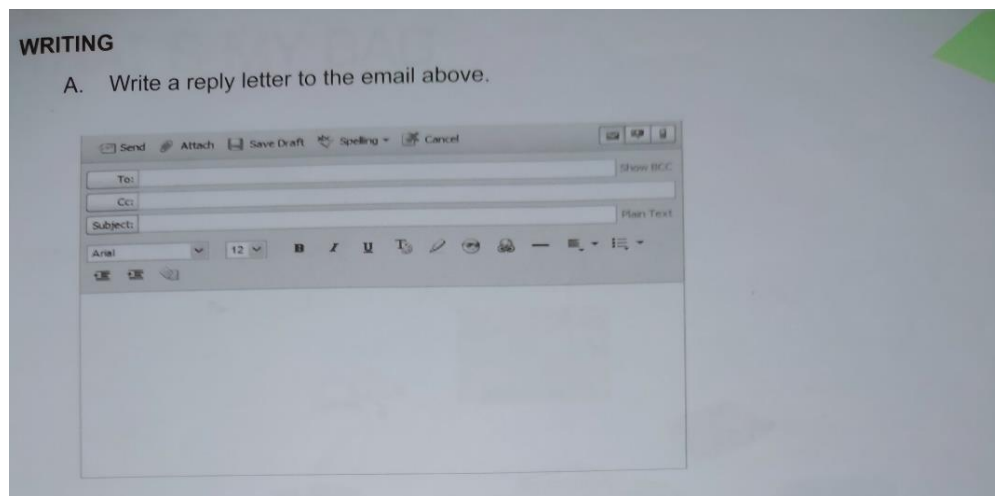 WRITING
A. Write a reply letter to the email above.
Send Attach Save Draft Spelling Cancel
To: Show BCC
Cc:
Subject: Plain Text
Arial 12 B I U T